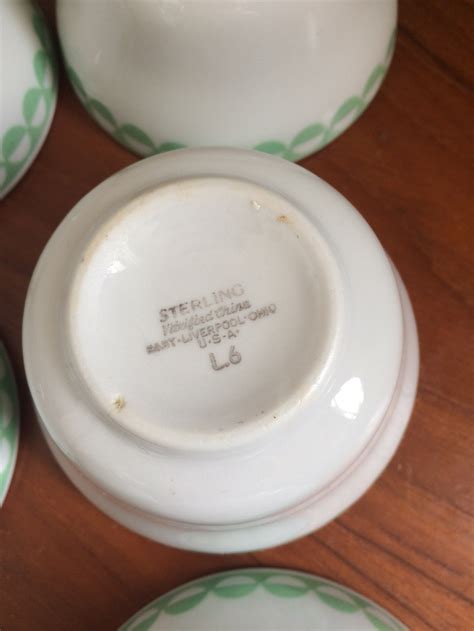 STERLING
Vitrified China
EAST-LIVERPOOL-OHIO
U-S-A
L.6